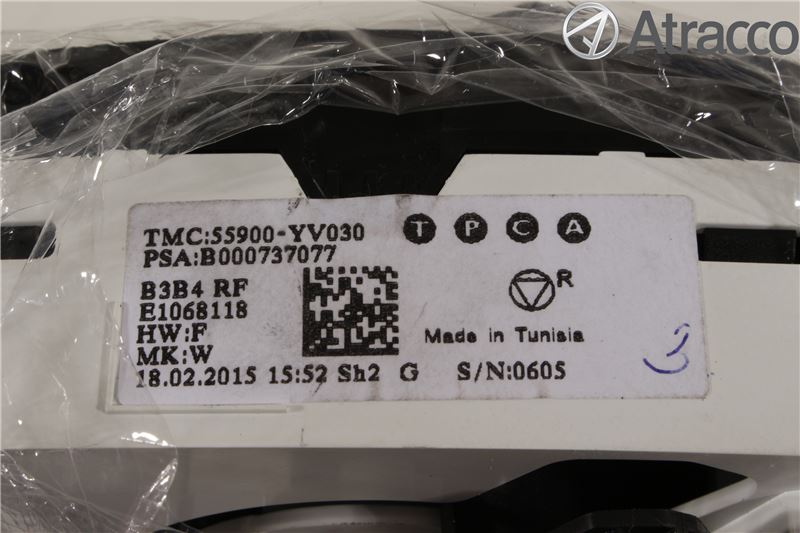 Atracco
TMC:55900-YV030 T P C A
PSA:B000737077
B3B4 RF
E1068118
HW:F
MK:W
R
Made in Tunisia
18.02.2015 15:52 Sh2 G S/N:0605
3